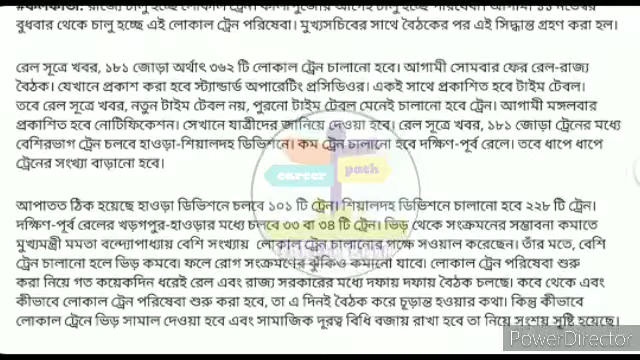 #কলকাতা: রাজ্যে চালু হচ্ছে লোকাল ট্রেন। কালীপুজোর আগেই চালু হচ্ছে পরিষেবা। আগামী ১১ নভেম্বর
বুধবার থেকে চালু হচ্ছে এই লোকাল ট্রেন পরিষেবা। মুখ্যসচিবের সাথে বৈঠকের পর এই সিদ্ধান্ত গ্রহণ করা হল।
রেল সূত্রে খবর, ১৮১ জোড়া অর্থাৎ ৩৬২ টি লোকাল ট্রেন চালানো হবে। আগামী সোমবার ফের রেল-রাজ্য
বৈঠক। যেখানে প্রকাশ করা হবে স্ট্যান্ডার্ড অপারেটিং প্রসিডিওর। একই সাথে প্রকাশিত হবে টাইম টেবল।
তবে রেল সূত্রে খবর, নতুন টাইম টেবল নয়, পুরনো টাইম টেবল মেনেই চালানো হবে ট্রেন। আগামী মঙ্গলবার
প্রকাশিত হবে নোটিফিকেশন। সেখানে যাত্রীদের জানিয়ে দেওয়া হবে। রেল সূত্রে খবর, ১৮১ জোড়া ট্রেনের মধ্যে
বেশিরভাগ ট্রেন চলবে হাওড়া-শিয়ালদহ ডিভিশনে। কম ট্রেন চালানো হবে দক্ষিণ-পূর্ব রেলে। তবে ধাপে ধাপে
ট্রেনের সংখ্যা বাড়ানো হবে।
career
path
আপাতত ঠিক হয়েছে হাওড়া ডিভিশনে চলবে ১০১ টি ট্রেন। শিয়ালদহ ডিভিশনে চালানো হবে ২২৮ টি ট্রেন।
দক্ষিণ-পূর্ব রেলের খড়গপুর-হাওড়ার মধ্যে চলবে ৩৩ বা ৩৪ টি ট্রেন। ভিড় থেকে সংক্রমনের সম্ভাবনা কমাতে
মুখ্যমন্ত্রী মমতা বন্দ্যোপাধ্যায় বেশি সংখ্যায় লোকাল ট্রেন চালানোর পক্ষে সওয়াল করেছেন। তাঁর মতে, বেশি
ট্রেন চালানো হলে ভিড় কমবে। ফলে রোগ সংক্রমণের ঝুঁকিও কমানো যাবে। লোকাল ট্রেন পরিষেবা শুরু
করা নিয়ে গত কয়েকদিন ধরেই রেল এবং রাজ্য সরকারের মধ্যে দফায় দফায় বৈঠক চলছে। কবে থেকে এবং
কীভাবে লোকাল ট্রেন পরিষেবা শুরু করা হবে, তা এ দিনই বৈঠক করে চূড়ান্ত হওয়ার কথা। কিন্তু কীভাবে
লোকাল ট্রেনে ভিড় সামাল দেওয়া হবে এবং সামাজিক দূরত্ব বিধি বজায় রাখা হবে তা নিয়ে সংশয় সৃষ্টি হয়েছে।
PowerDirector